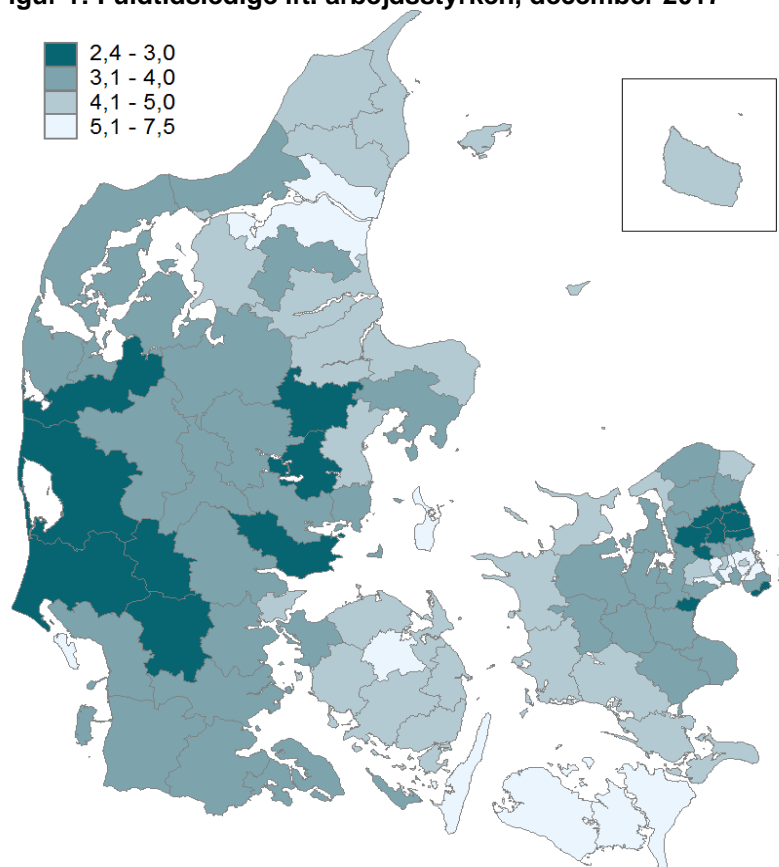 igur 1: Fuldtidsledige ift. arbejdsstyrken, december 2017
2,4 - 3,0
3,1 - 4,0
4,1 - 5,0
5,1 - 7,5